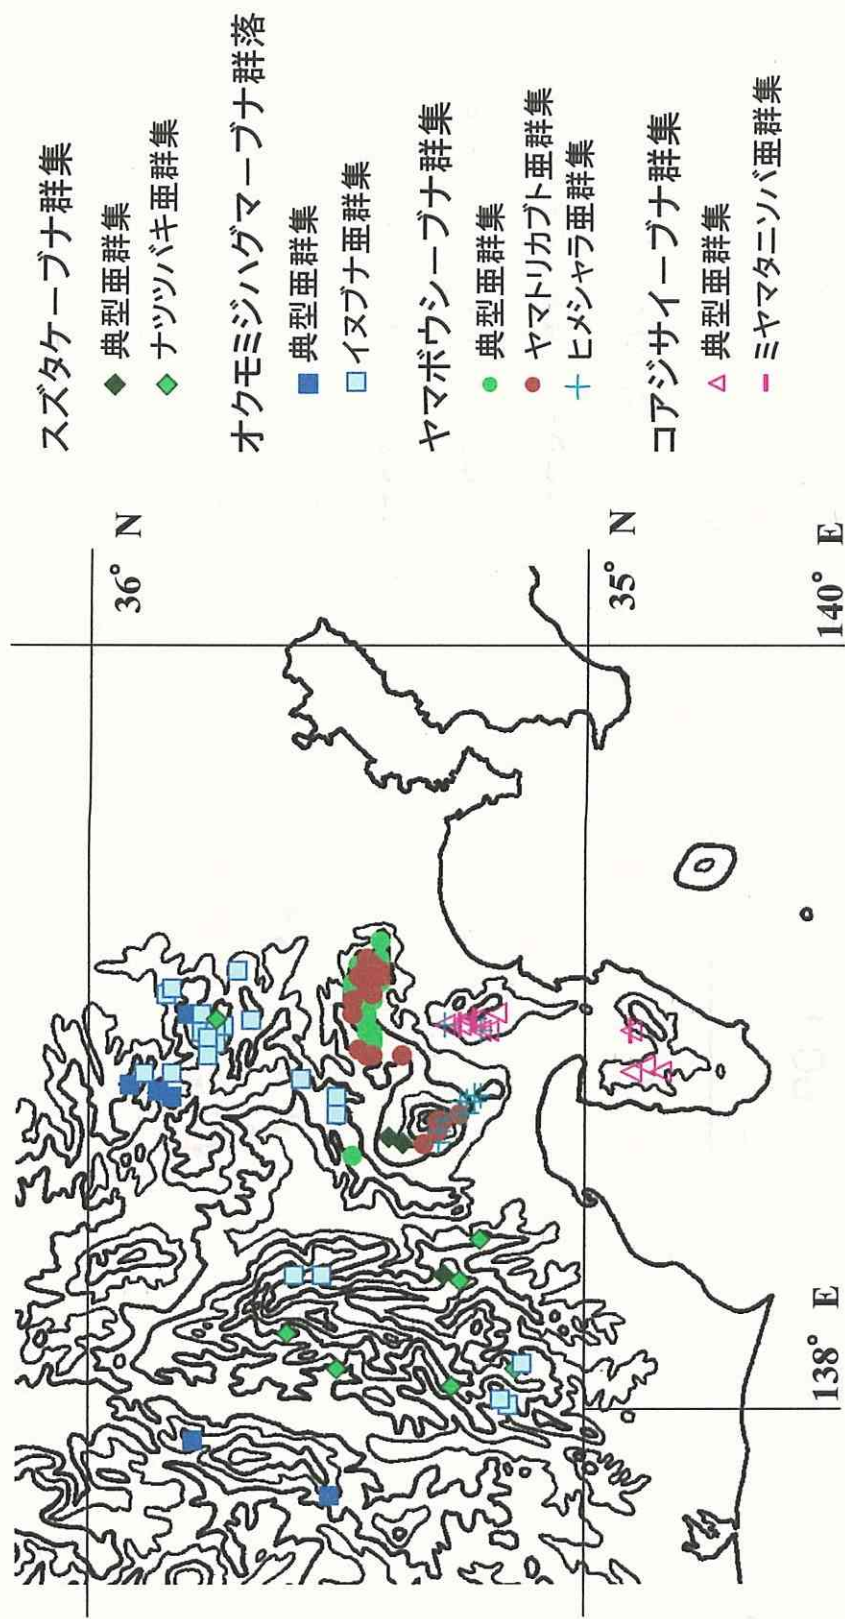 スズタケーブナ群集
典型亜群集
ナツツバキ亜群集
オクモミジハグマーブナ群落
典型亜群集
イヌブナ亜群集
ヤマボウシーブナ群集
典型亜群集
ヤマトリカブト亜群集
ヒメシャラ亜群集
コアジサイーブナ群集
典型亜群集
ミヤマタニソバ亜群集
36° N
35° N
138° E
140° E